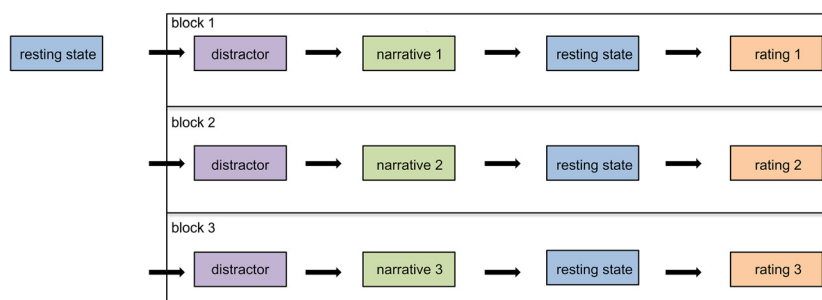 block 1
resting state
distractor
narrative 1
resting state
rating 1
block 2
distractor
narrative 2
resting state
rating 2
block 3
distractor
narrative 3
resting state
rating 3